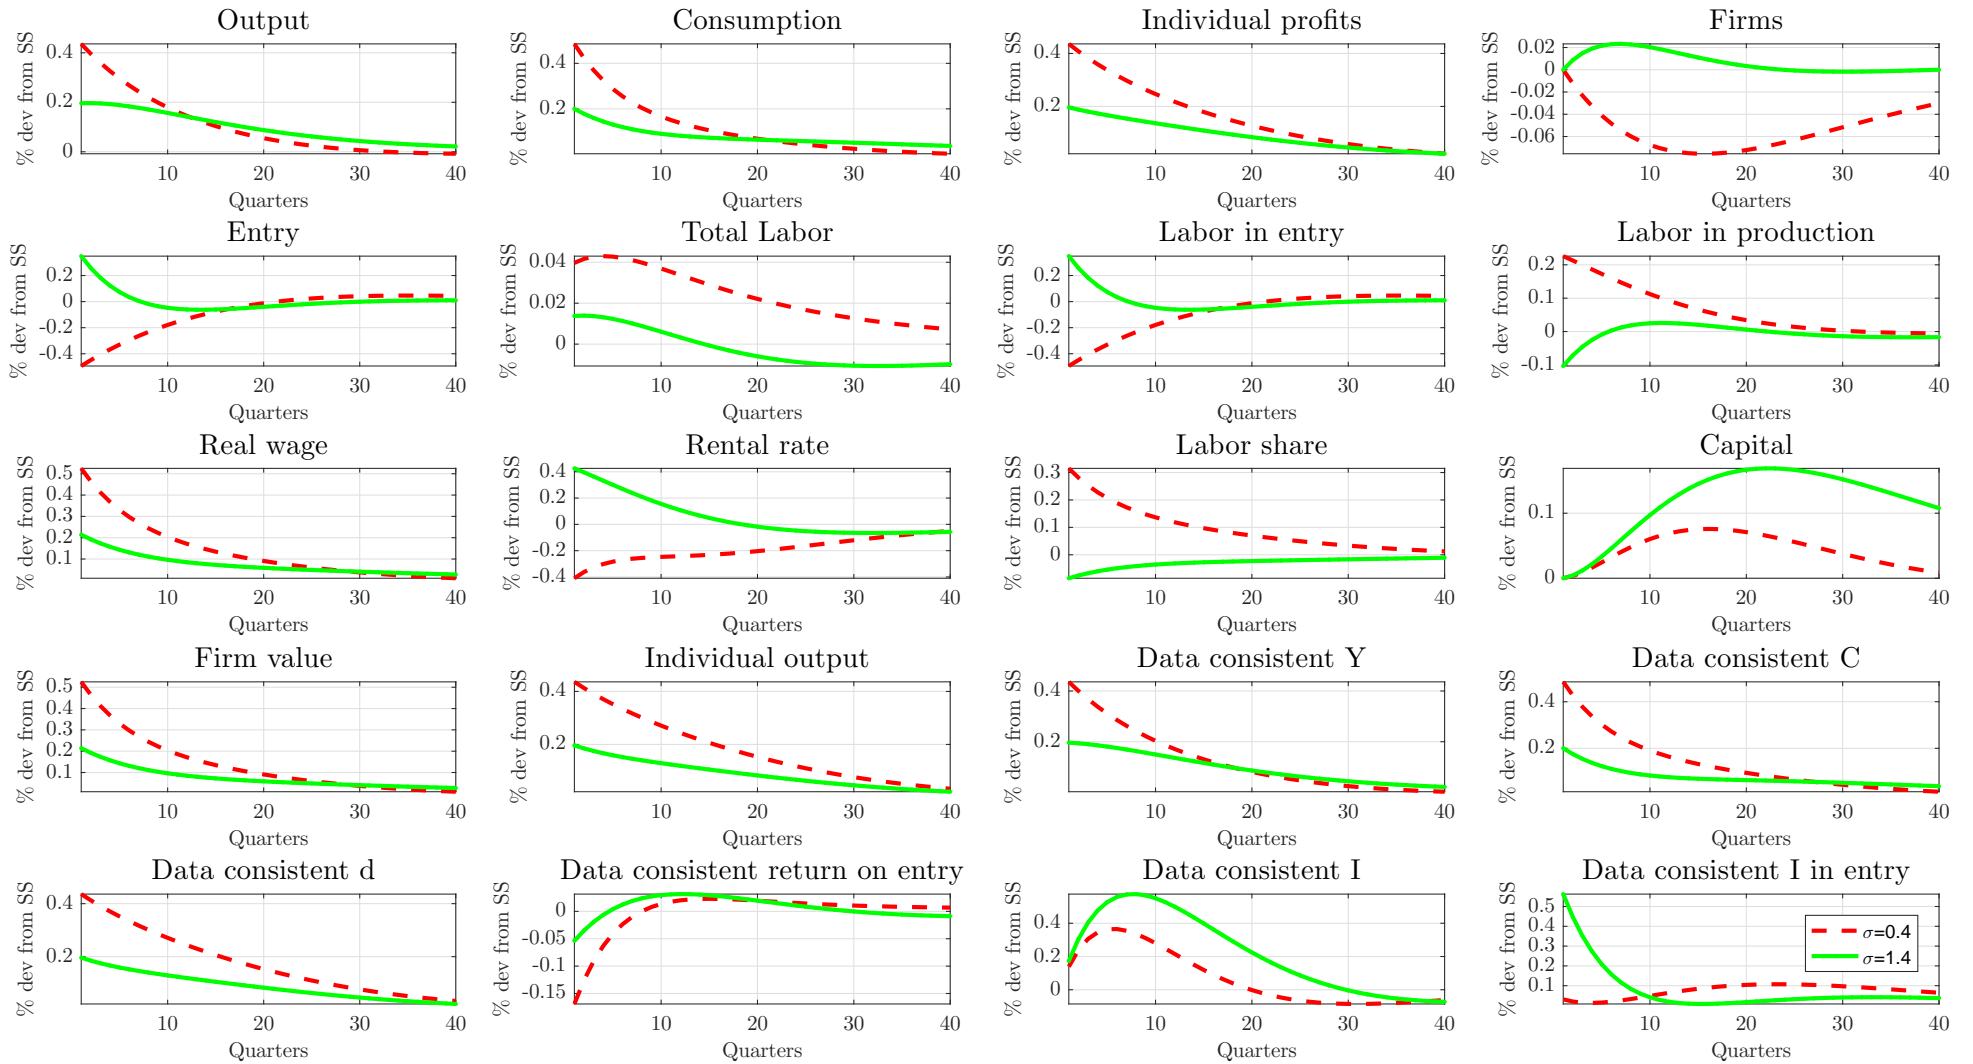 Output
Consumption
Individual profits
Firms
% dev from SS
0.4
0.2
0
10
20
30
40
Quarters
% dev from SS
0.4
0.2
10
20
30
40
Quarters
% dev from SS
0.4
0.2
10
20
30
40
Quarters
% dev from SS
0.02
0
-0.02
-0.04
-0.06
10
20
30
40
Quarters
Entry
Total Labor
Labor in entry
Labor in production
% dev from SS
0.2
0
-0.2
-0.4
10
20
30
40
Quarters
% dev from SS
0.04
0.02
0
10
20
30
40
Quarters
% dev from SS
0.2
0
-0.2
-0.4
10
20
30
40
Quarters
% dev from SS
0.2
0.1
0
-0.1
10
20
30
40
Quarters
Real wage
Rental rate
Labor share
Capital
% dev from SS
0.5
0.4
0.3
0.2
0.1
10
20
30
40
Quarters
% dev from SS
0.4
0.2
0
-0.2
-0.4
10
20
30
40
Quarters
% dev from SS
0.3
0.2
0.1
0
10
20
30
40
Quarters
% dev from SS
0.1
0
10
20
30
40
Quarters
Firm value
Individual output
Data consistent Y
Data consistent C
% dev from SS
0.5
0.4
0.3
0.2
0.1
10
20
30
40
Quarters
% dev from SS
0.4
0.2
10
20
30
40
Quarters
% dev from SS
0.4
0.2
10
20
30
40
Quarters
% dev from SS
0.4
0.2
10
20
30
40
Quarters
Data consistent d
Data consistent return on entry
Data consistent I
Data consistent I in entry
% dev from SS
0.4
0.2
10
20
30
40
Quarters
% dev from SS
0
-0.05
-0.1
-0.15
10
20
30
40
Quarters
% dev from SS
0.4
0.2
0
10
20
30
40
Quarters
% dev from SS
0.5
0.4
0.3
0.2
0.1
10
20
30
40
Quarters
σ=0.4
σ=1.4